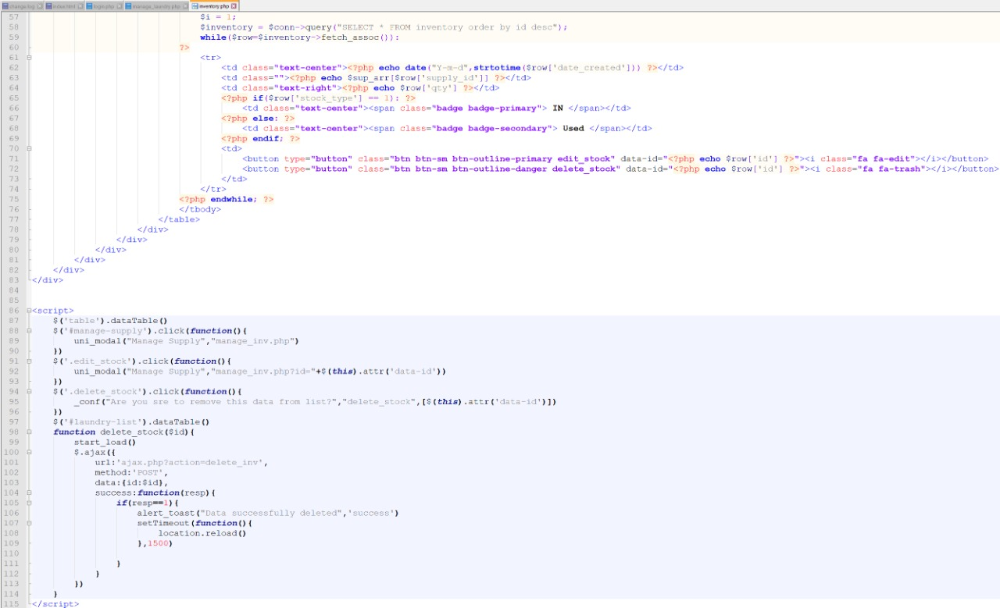 change.log index.html login.php manage_laundry.php inventory.php
57 $i = 1;
58 $inventory = $conn->query("SELECT * FROM inventory order by id desc");
59 while($row=$inventory->fetch_assoc()):
60 ?>
61 <tr>
62 <td class="text-center"><?php echo date("Y-m-d",strtotime($row['date_created'])) ?></td>
63 <td class=""><?php echo $sup_arr[$row['supply_id']] ?></td>
64 <td class="text-right"><?php echo $row['qty'] ?></td>
65 <?php if($row['stock_type'] == 1): ?>
66 <td class="text-center"><span class="badge badge-primary"> IN </span></td>
67 <?php else: ?>
68 <td class="text-center"><span class="badge badge-secondary"> Used </span></td>
69 <?php endif; ?>
70 <td>
71 <button type="button" class="btn btn-sm btn-outline-primary edit_stock" data-id="<?php echo $row['id'] ?>"><i class="fa fa-edit"></i></button>
72 <button type="button" class="btn btn-sm btn-outline-danger delete_stock" data-id="<?php echo $row['id'] ?>"><i class="fa fa-trash"></i></button>
73 </td>
74 </tr>
75 <?php endwhile; ?>
76 </tbody>
77 </table>
78 </div>
79 </div>
80 </div>
81 </div>
82 </div>
83 </div>
84
85
86 <script>
87 $('table').dataTable()
88 $('#manage-supply').click(function(){
89 uni_modal("Manage Supply","manage_inv.php")
90 })
91 $('.edit_stock').click(function(){
92 uni_modal("Manage Supply","manage_inv.php?id="+$(this).attr('data-id'))
93 })
94 $('.delete_stock').click(function(){
95 _conf("Are you sre to remove this data from list?","delete_stock",[$(this).attr('data-id')])
96 })
97 $('#laundry-list').dataTable()
98 function delete_stock($id){
99 start_load()
100 $.ajax({
101 url:'ajax.php?action=delete_inv',
102 method:'POST',
103 data:{id:$id},
104 success:function(resp){
105 if(resp==1){
106 alert_toast("Data successfully deleted",'success')
107 setTimeout(function(){
108 location.reload()
109 },1500)
110
111 }
112 }
113 })
114 }
115 </script>